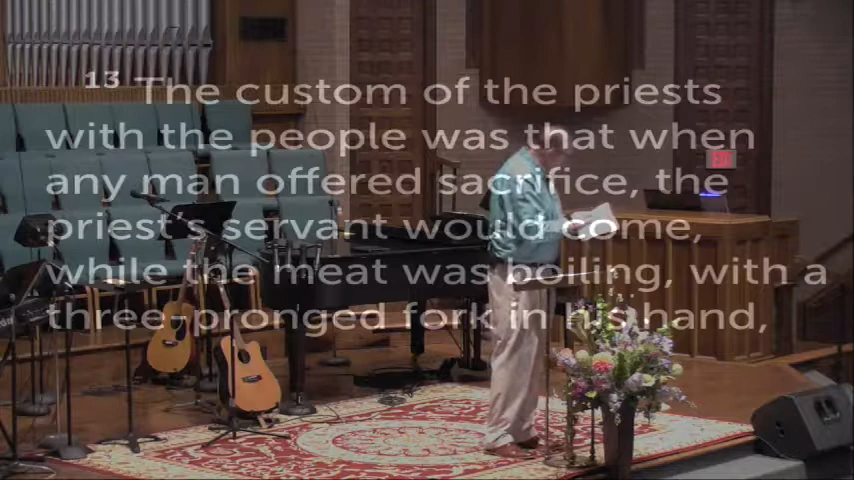 13 The custom of the priests
with the people was that when
any man offered sacrifice, the
priest's servant would come,
while the meat was boiling, with a
three-pronged fork in his hand,
EXIT